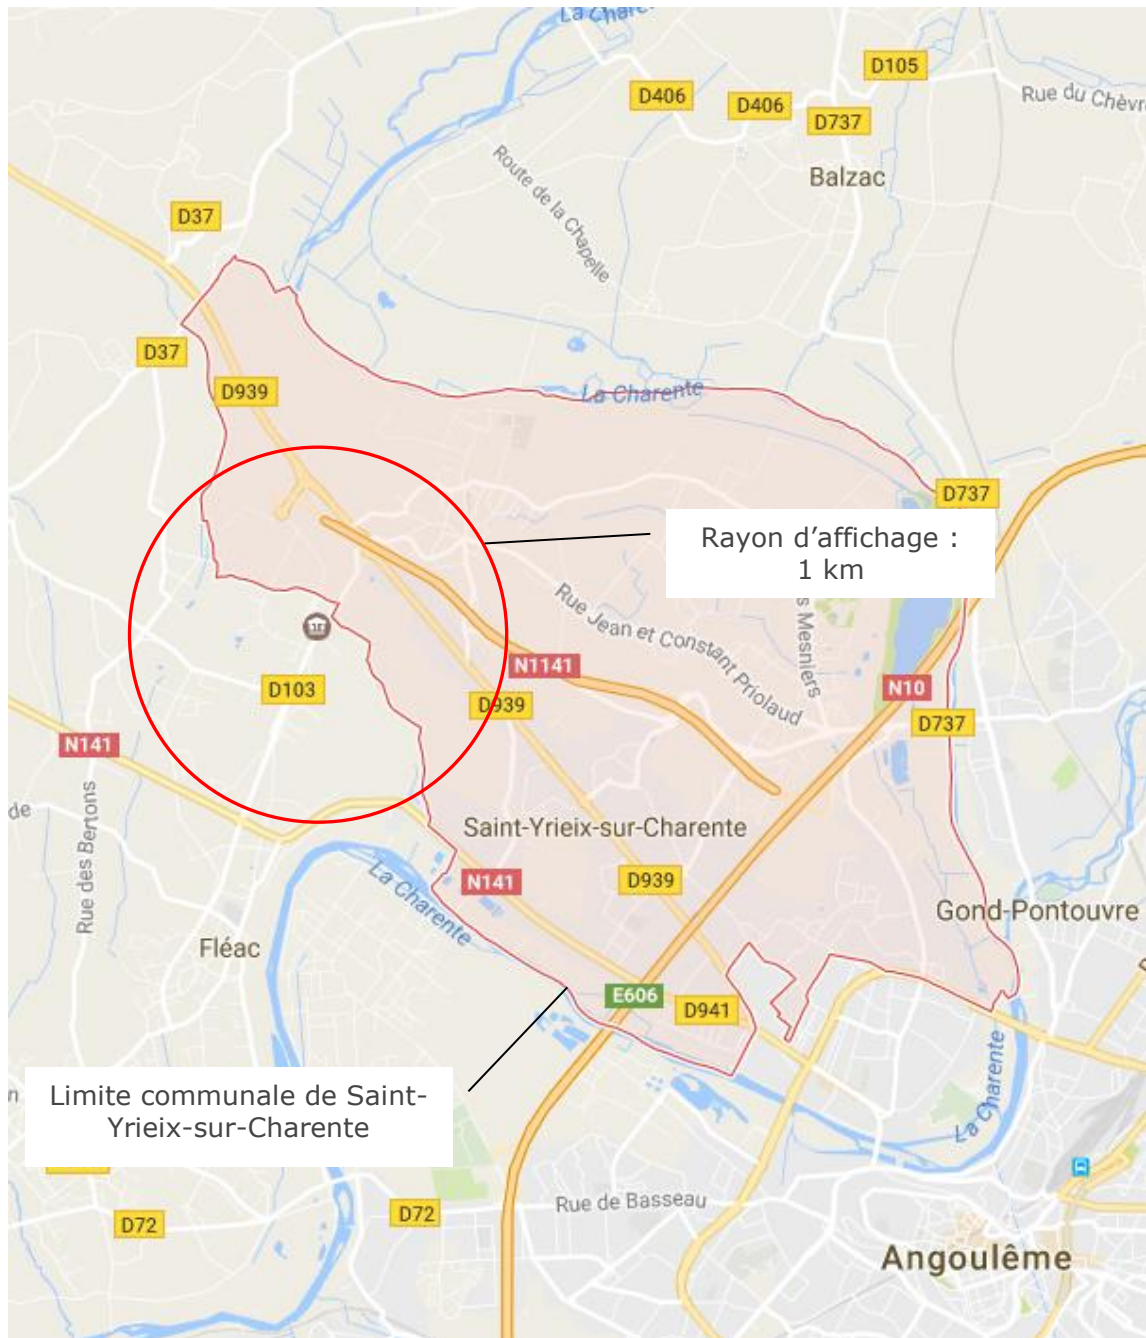 La Charen
D105
D406
D406
D737
Rue du Chèvr
Balzac
Route de la Chapelle
D37
D37
D939
La Charente
D737
Rayon d’affichage :
1 km
Rue Jean et Constant Priolaud
s Mesniers
N1141
D103
D939
N10
D737
N141
de
Rue des Bertons
Saint-Yrieix-sur-Charente
N141
D939
La Charente
Gond-Pontouvre
Fléac
E606
D941
La Charente
Limite communale de Saint-
Yrieix-sur-Charente
n
D72
D72
Rue de Basseau
Angoulême